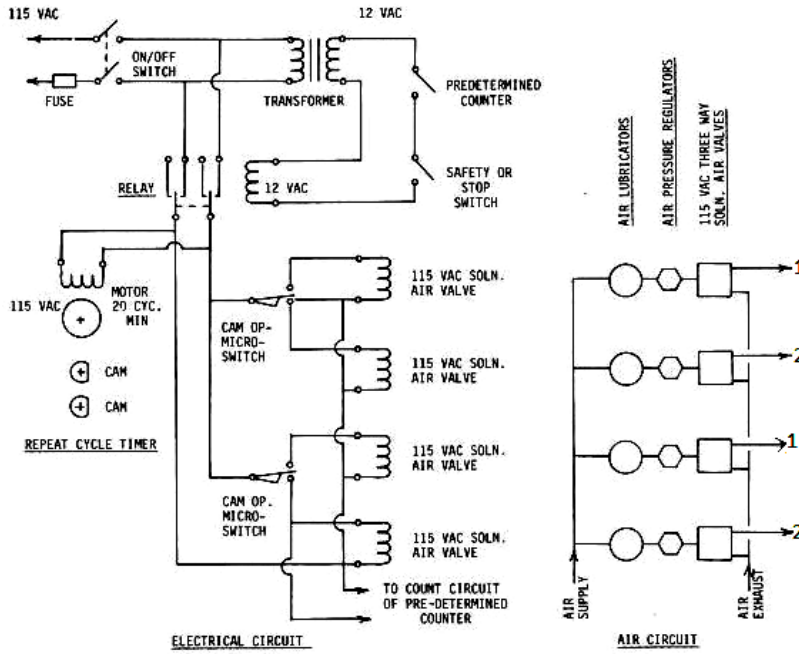 115 VAC
12 VAC
ON/OFF
SWITCH
FUSE
TRANSFORMER
PREDETERMINED
COUNTER
RELAY
12 VAC
SAFETY OR
STOP
SWITCH
115 VAC
MOTOR
20 CYC.
MIN
CAM
CAM
REPEAT CYCLE TIMER
CAM OP-
MICRO-
SWITCH
115 VAC SOLN.
AIR VALVE
115 VAC SOLN.
AIR VALVE
CAM OP.
MICRO-
SWITCH
115 VAC SOLN.
AIR VALVE
115 VAC SOLN.
AIR VALVE
TO COUNT CIRCUIT
OF PRE-DETERMINED
COUNTER
ELECTRICAL CIRCUIT
AIR LUBRICATORS
AIR PRESSURE REGULATORS
115 VAC THREE WAY
SOLN. AIR VALVES
1
2
1
2
AIR
SUPPLY
AIR
EXHAUST
AIR CIRCUIT